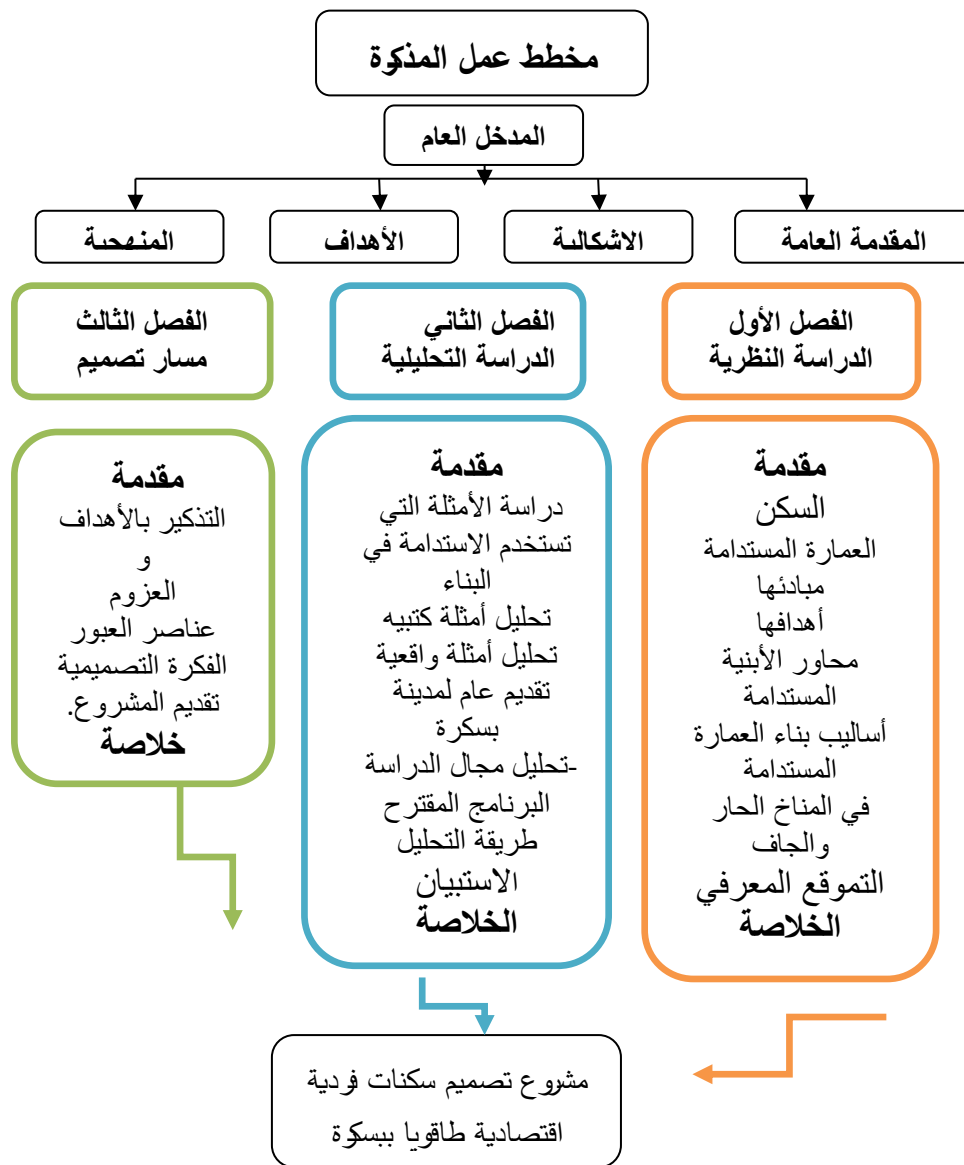 مخطط عمل المذكرة
المدخل العام
المقدمة العامة
الاشكالية
الأهداف
المنهجية
الفصل الأول
الدراسة النظرية
الفصل الثاني
الدراسة التحليلية
الفصل الثالث
مسار تصميم
مقدمة
السكن
العمارة المستدامة
مبادئها
أهدافها
محاور الأبنية
المستدامة
أساليب بناء العمارة
المستدامة
في المناخ الحار
والجاف
التموقع المعرفي
الخلاصة
مقدمة
دراسة الأمثلة التي
تستخدم الاستدامة في
البناء
تحليل أمثلة كتبيه
تحليل أمثلة واقعية
تقديم عام لمدينة
بسكرة
-تحليل مجال الدراسة
البرنامج المقترح
طريقة التحليل
الاستبيان
الخلاصة
مقدمة
التذكير بالأهداف
و
العزوم
عناصر العبور
الفكرة التصميمية
تقديم المشروع.
خلاصة
مشروع تصميم سكنات فردية
اقتصادية طاقويا ببسكرة